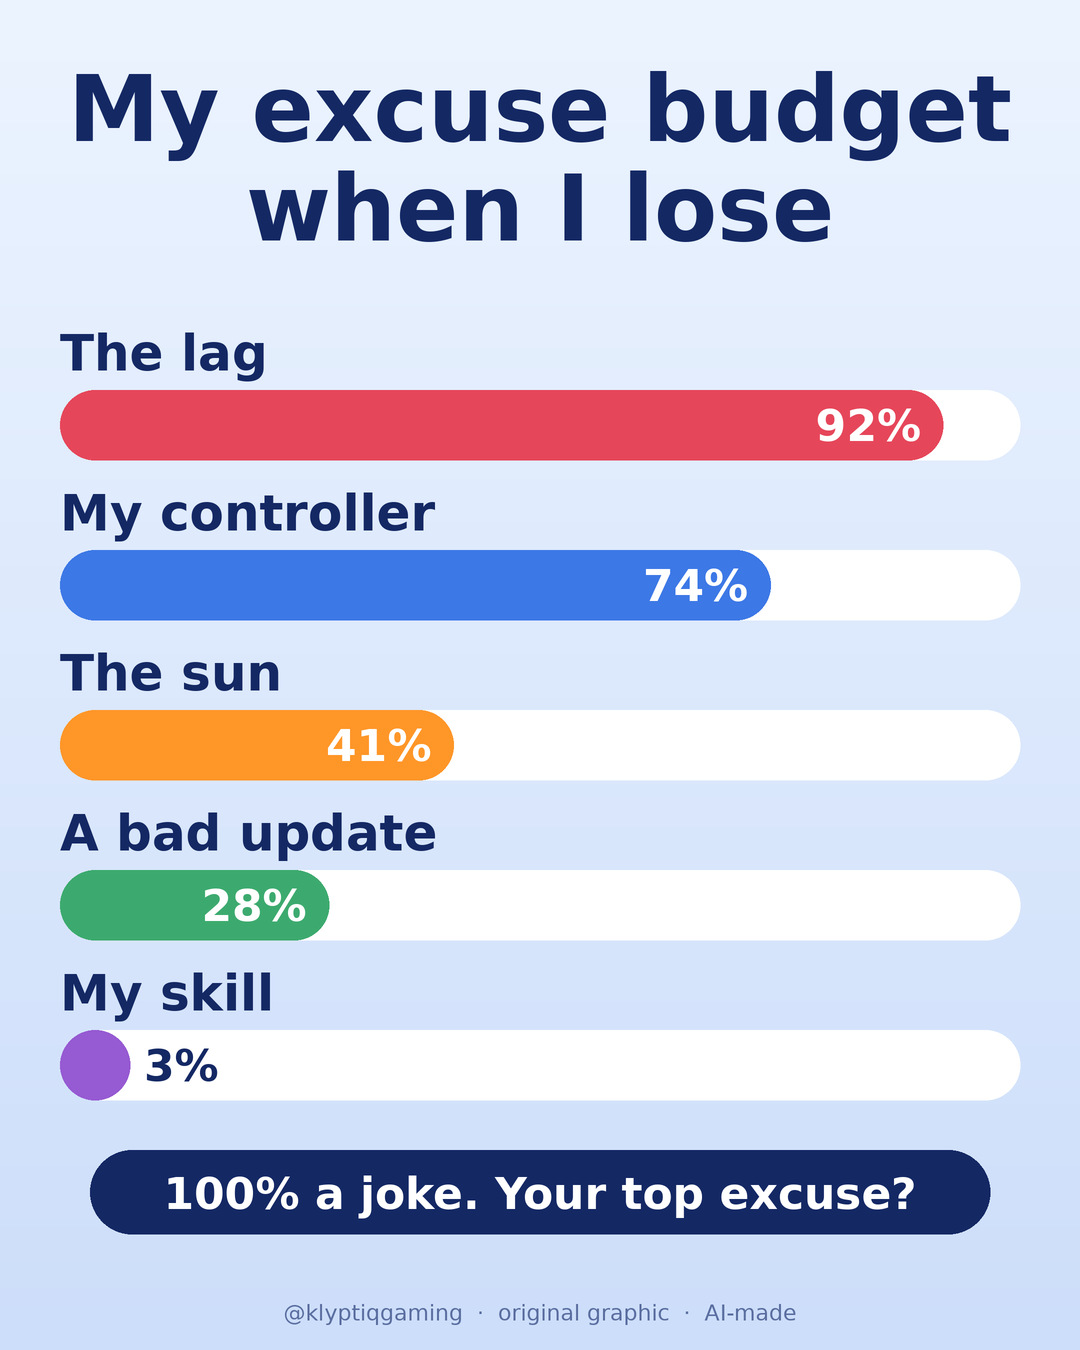 My excuse budget
when I lose
The lag
92%
My controller
74%
The sun
41%
A bad update
28%
My skill
3%
100% a joke. Your top excuse?
@klyptiqgaming · original graphic · AI-made